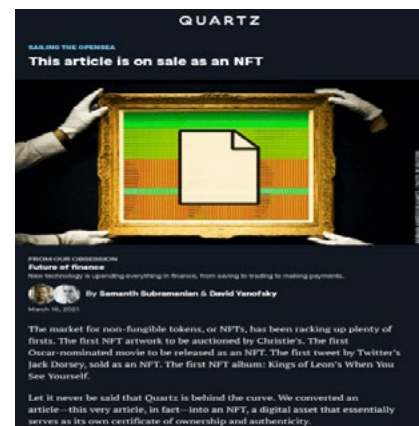 QUARTZ
SAILING THE OPENSEA
This article is on sale as an NFT
FROM OUR OBSESSION
Future of finance
New technology is upending everything in finance, from saving to trading to making payments.
By Samanth Subramanian & David Yanofsky
March 16, 2021
The market for non-fungible tokens, or NFTs, has been racking up plenty of
firsts. The first NFT artwork to be auctioned by Christie's. The first
Oscar-nominated movie to be released as an NFT. The first tweet by Twitter's
Jack Dorsey, sold as an NFT. The first NFT album: Kings of Leon's When You
See Yourself.
Let it never be said that Quartz is behind the curve. We converted an
article—this very article, in fact—into an NFT, a digital asset that essentially
serves as its own certificate of ownership and authenticity.